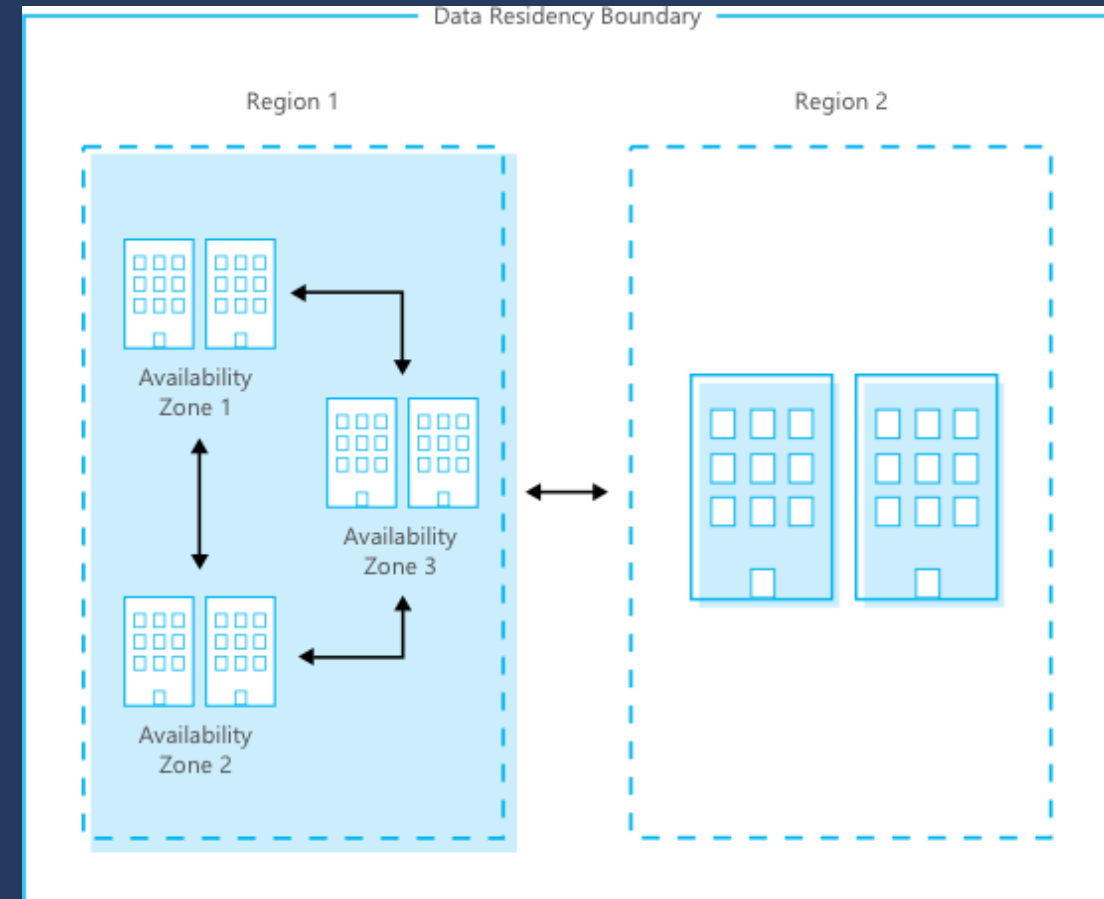 Data Residency Boundary
Region 1
Region 2
Availability
Zone 1
Availability
Zone 3
Availability
Zone 2